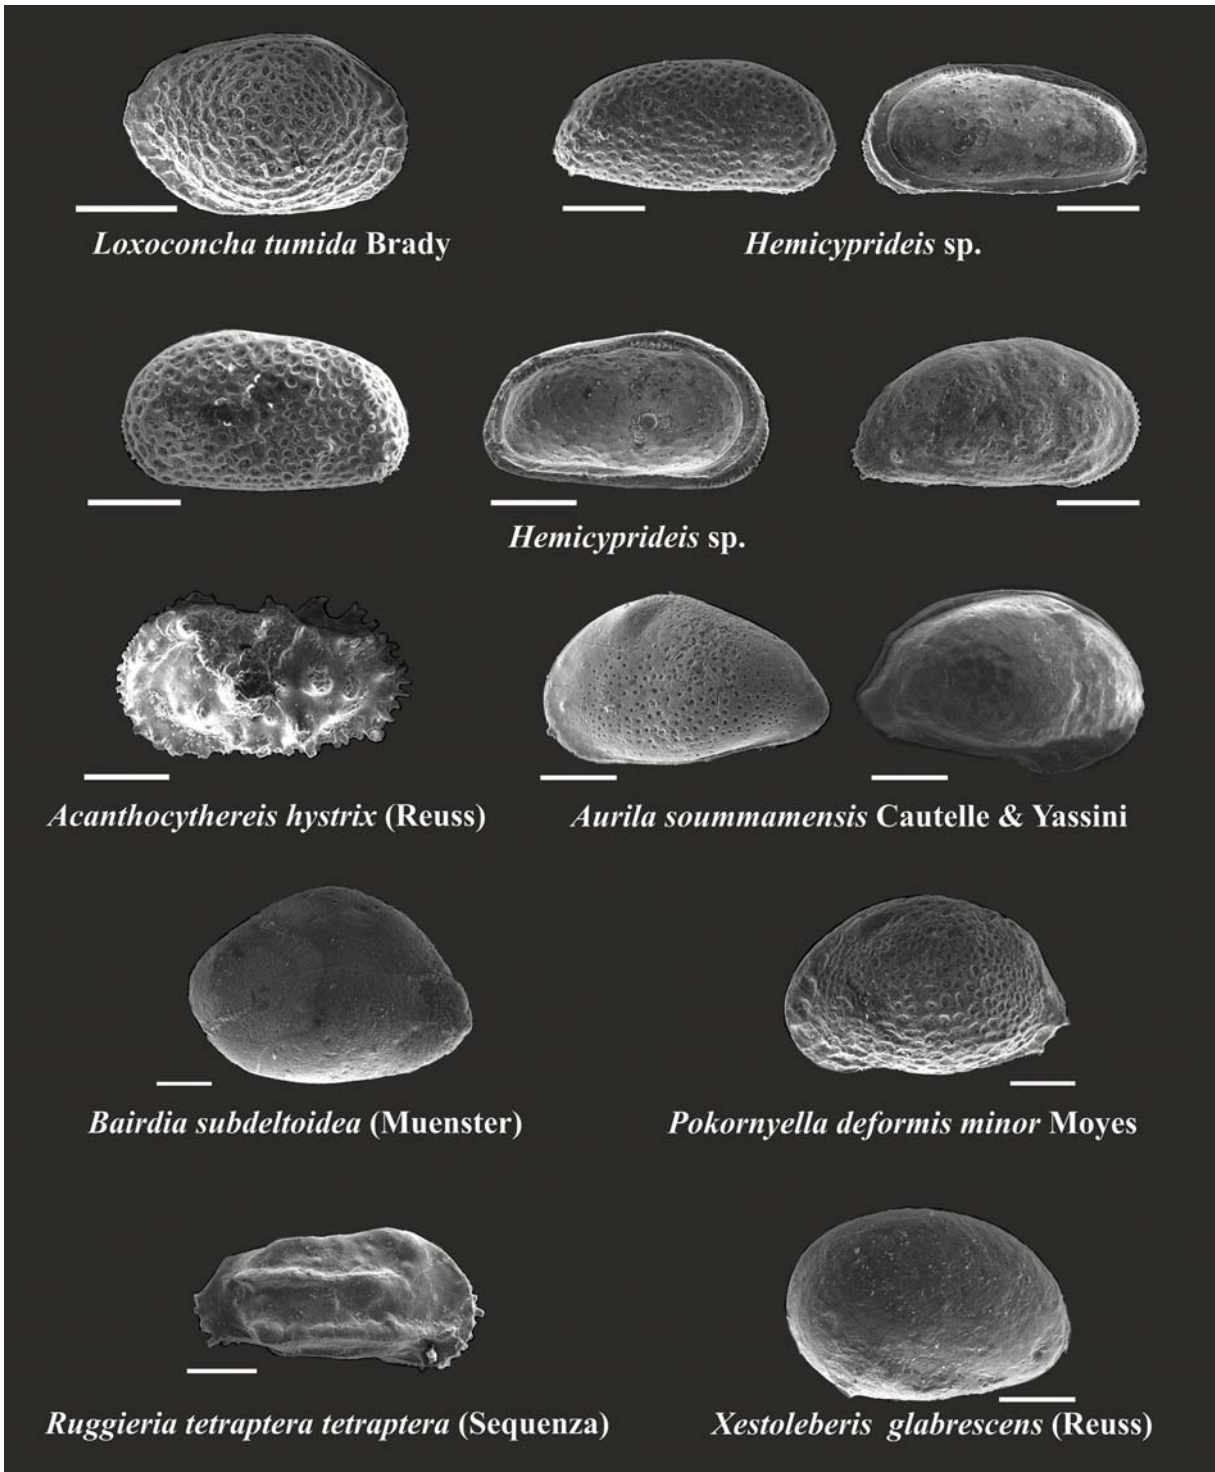 Loxoconcha tumida Brady
Hemicyprideis sp.
Hemicyprideis sp.
Acanthocythereis hystrix (Reuss)
Aurila soummamensis Cautelle & Yassini
Bairdia subdeltoidea (Muenster)
Pokornyella deformis minor Moyes
Ruggieria tetraptera tetraptera (Sequenza)
Xestoleberis glabrescens (Reuss)